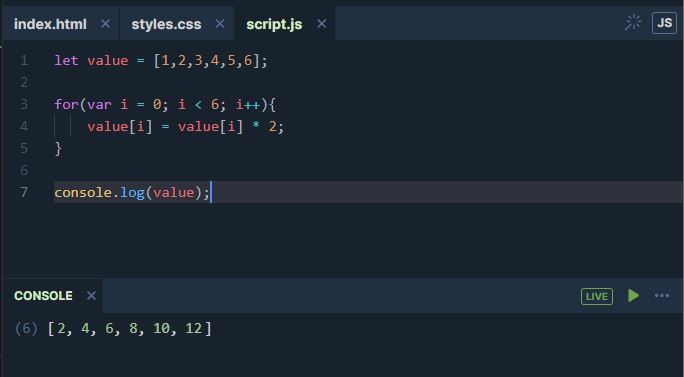 index.html × styles.css × script.js × JS
1 let value = [1,2,3,4,5,6];
2
3 for(var i = 0; i < 6; i++){
4     value[i] = value[i] * 2;
5 }
6
7 console.log(value);
CONSOLE × LIVE
(6) [2, 4, 6, 8, 10, 12]